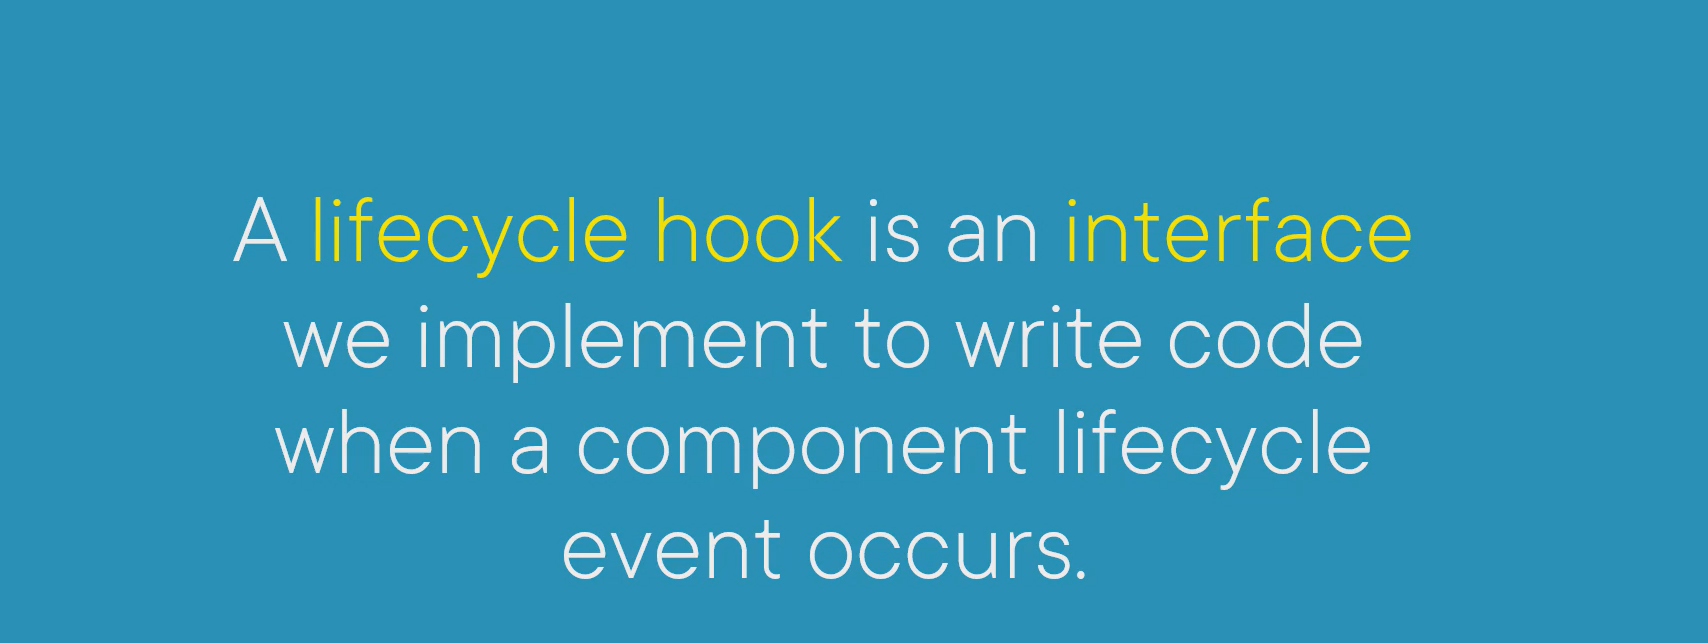 A lifecycle hook is an interface
we implement to write code
when a component lifecycle
event occurs.